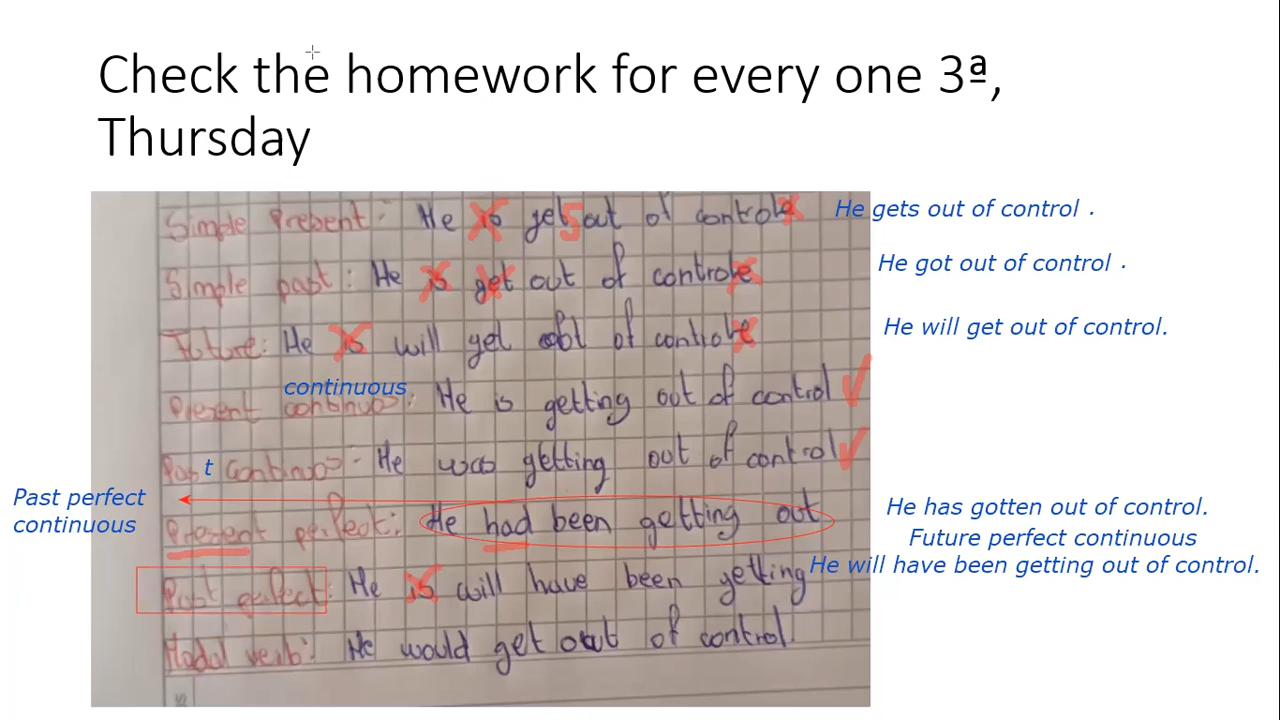 Check the homework for every one 3ª,
Thursday
Simple Present: He is gets out of controle He gets out of control .
Simple past: He is get out of controle He got out of control .
Future: He is will get out of controle He will get out of control.
continuous
Present continuos: He is getting out of control
Past continuos: He was getting out of control
Past perfect
continuous
Present perfect: He had been getting out He has gotten out of control.
Future perfect continuous
Past perfect: He is will have been getting He will have been getting out of control.
Modal verb: He would get out of control.